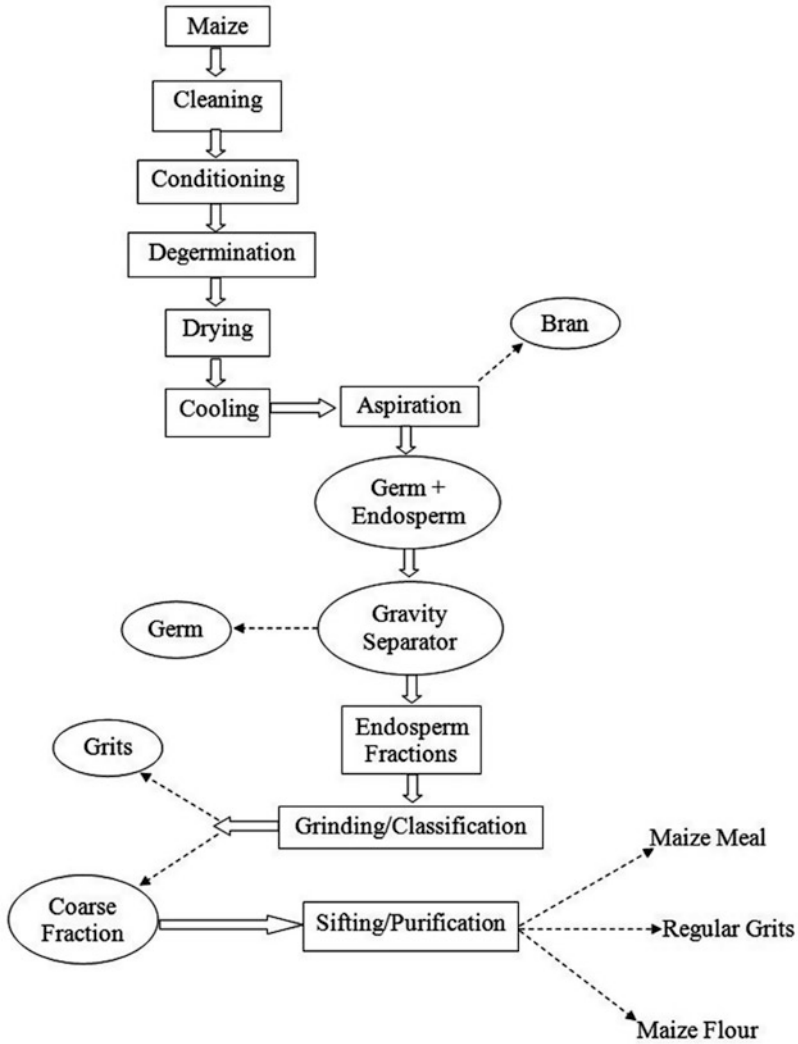 Maize
Cleaning
Conditioning
Degermination
Drying
Bran
Cooling
Aspiration
Germ +
Endosperm
Germ
Gravity
Separator
Endosperm
Fractions
Grits
Grinding/Classification
Maize Meal
Coarse
Fraction
Sifting/Purification
Regular Grits
Maize Flour